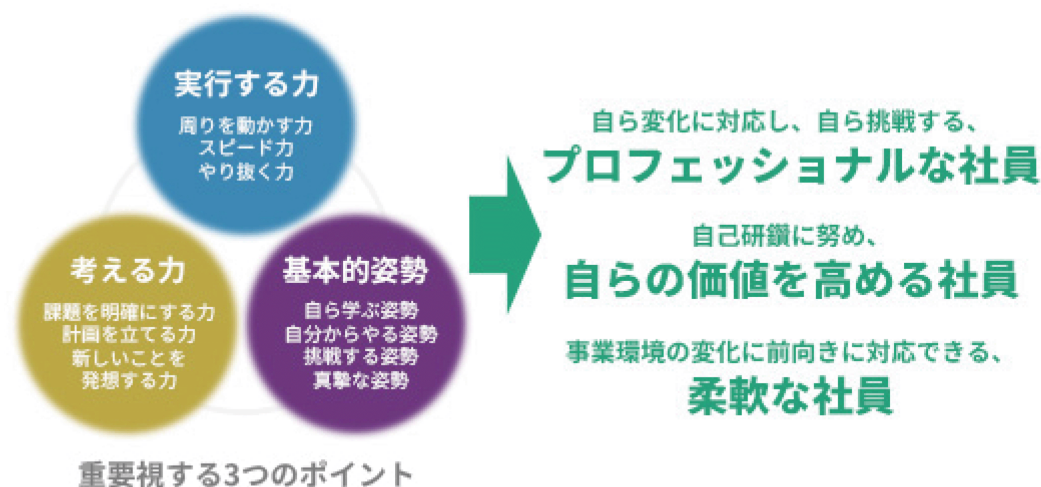 実行する力
周りを動かす力
スピード力
やり抜く力
考える力
課題を明確にする力
計画を立てる力
新しいことを
発想する力
基本的姿勢
自ら学ぶ姿勢
自分からやる姿勢
挑戦する姿勢
真摯な姿勢
重要視する3つのポイント
自ら変化に対応し、自ら挑戦する、
プロフェッショナルな社員
自己研鑽に努め、
自らの価値を高める社員
事業環境の変化に前向きに対応できる、
柔軟な社員